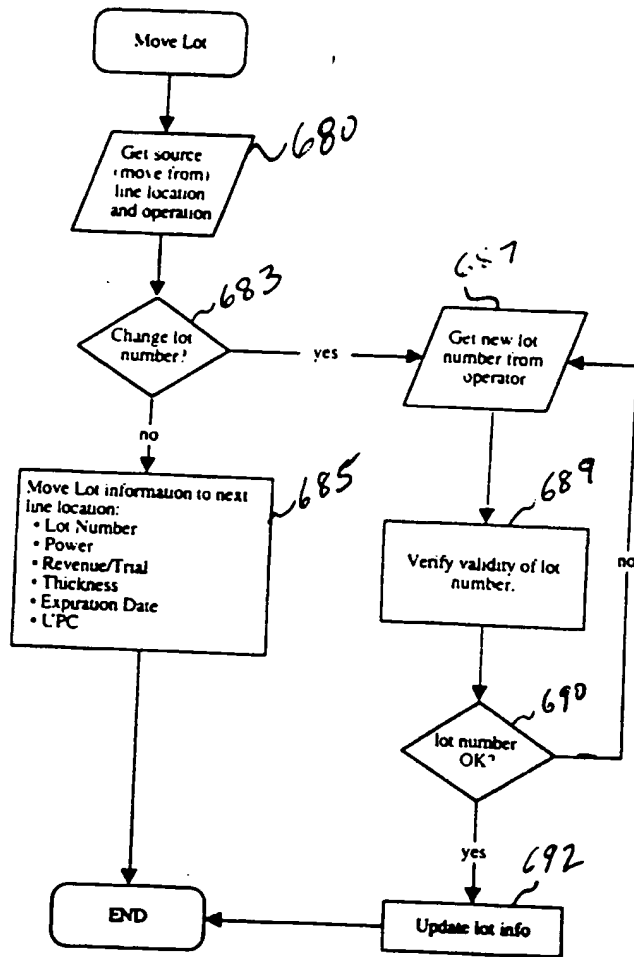 Move Lot
680
Get source
(move from)
line location
and operation
683
Change lot
number?
yes
Get new lot
number from
operator
no
685
Move Lot information to next
line location:
• Lot Number
• Power
• Revenue/Trial
• Thickness
• Expiration Date
• UPC
689
Verify validity of lot
number.
no
690
lot number
OK?
yes
692
END
Update lot info